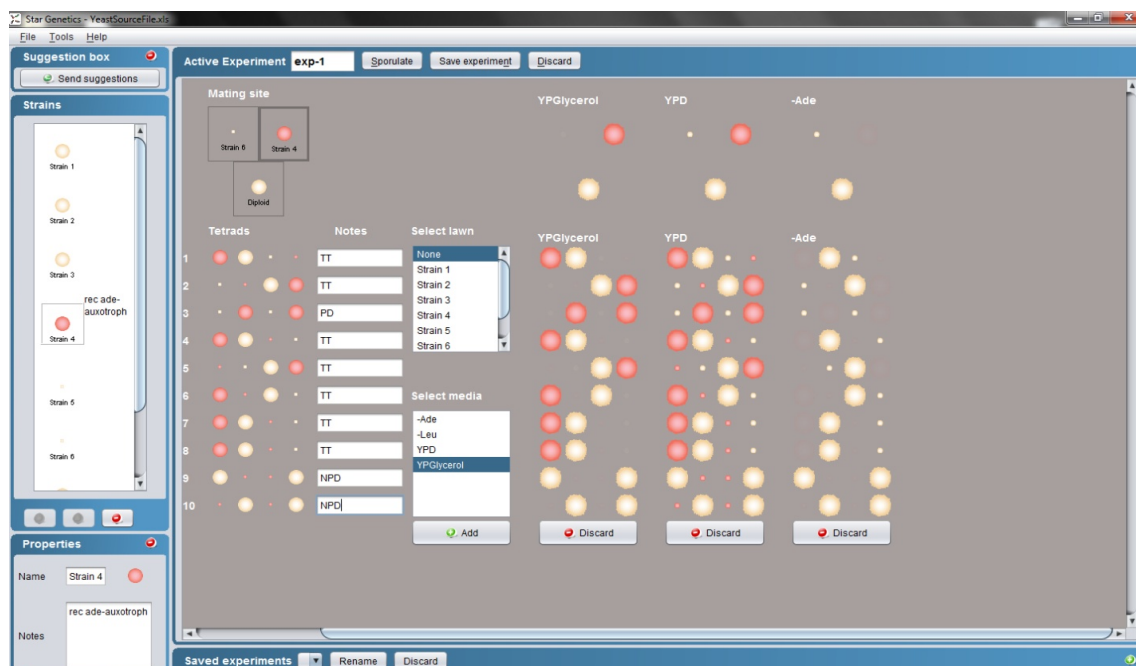 Star Genetics - YeastSourceFile.xls
File Tools Help
Suggestion box
Send suggestions
Strains
Strain 1
Strain 2
Strain 3
rec ade-
auxotroph
Strain 4
Strain 5
Strain 6
Properties
Name Strain 4
Notes rec ade-auxotroph
Active Experiment exp-1 Sporulate Save experiment Discard
Mating site
Strain 6 Strain 4
Diploid
YPGlycerol YPD -Ade
Tetrads Notes Select lawn
YPGlycerol YPD -Ade
1 TT
2 TT
3 PD
4 TT
5 TT
6 TT
7 TT
8 TT
9 NPD
10 NPD
None
Strain 1
Strain 2
Strain 3
Strain 4
Strain 5
Strain 6
Select media
-Ade
-Leu
YPD
YPGlycerol
Add Discard Discard Discard
Saved experiments Rename Discard